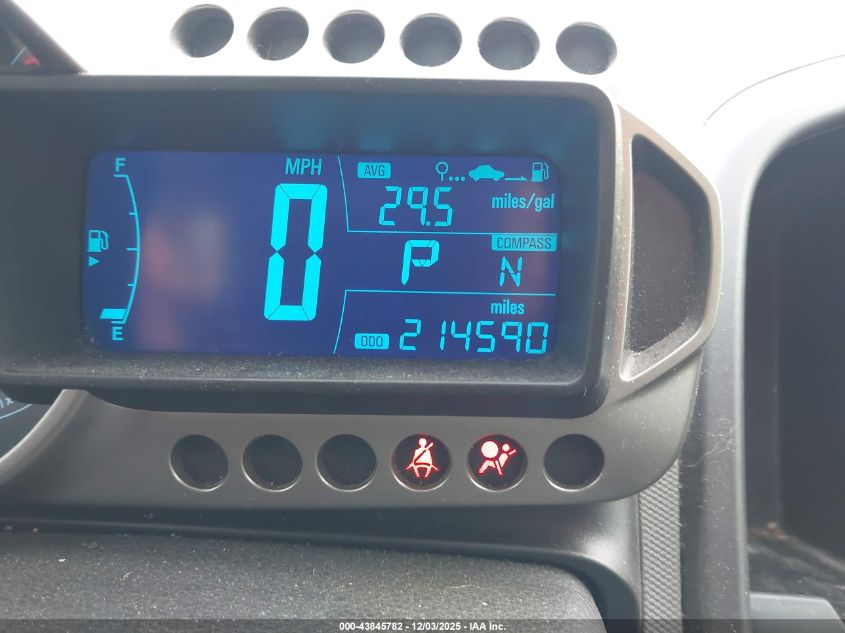 F
MPH
AVG
29.5 miles/gal
0
P
COMPASS
N
miles
E
ODO 214590
000-43845782 - 12/03/2025 - IAA Inc.